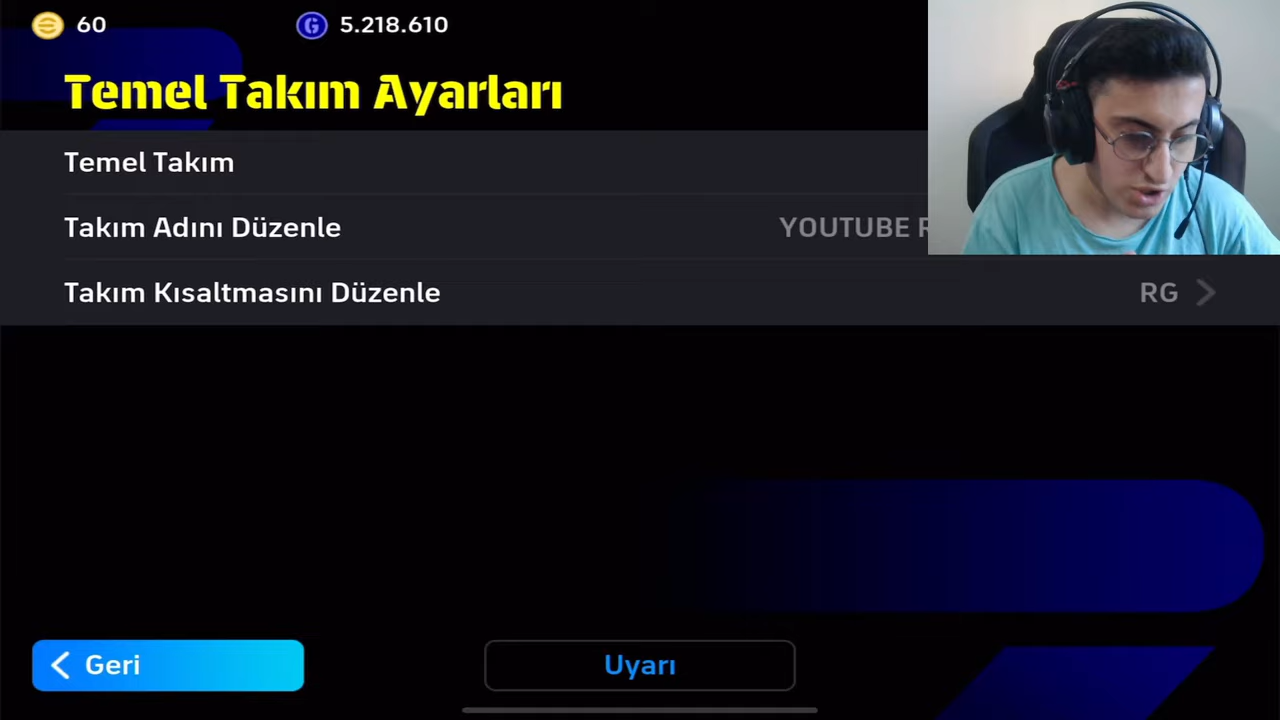 60
5.218.610
Temel Takım Ayarları
Temel Takım
Takım Adını Düzenle
YOUTUBE
Takım Kısaltmasını Düzenle
RG
Geri
Uyarı